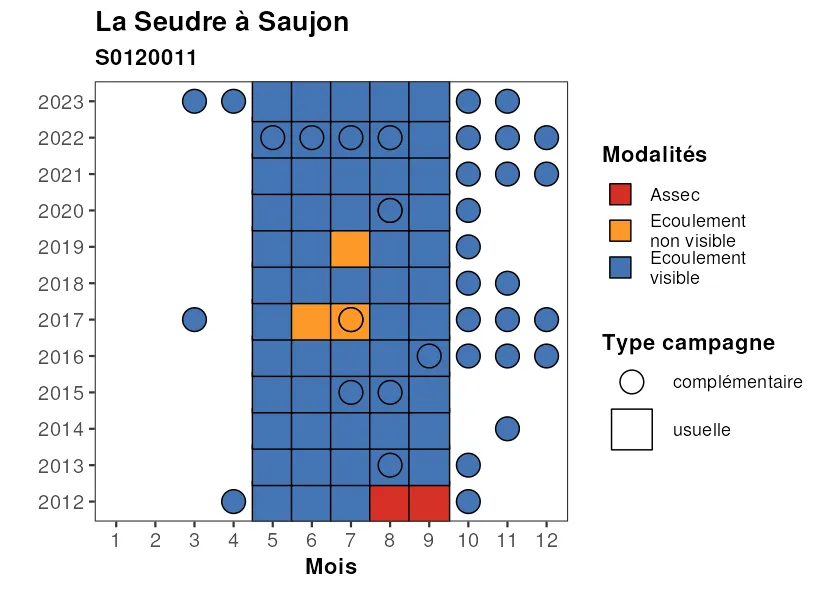 La Seudre à Saujon
S0120011
2023
2022
2021
2020
2019
2018
2017
2016
2015
2014
2013
2012
1 2 3 4 5 6 7 8 9 10 11 12
Mois
Modalités
Assec
Ecoulement
non visible
Ecoulement
visible
Type campagne
complémentaire
usuelle